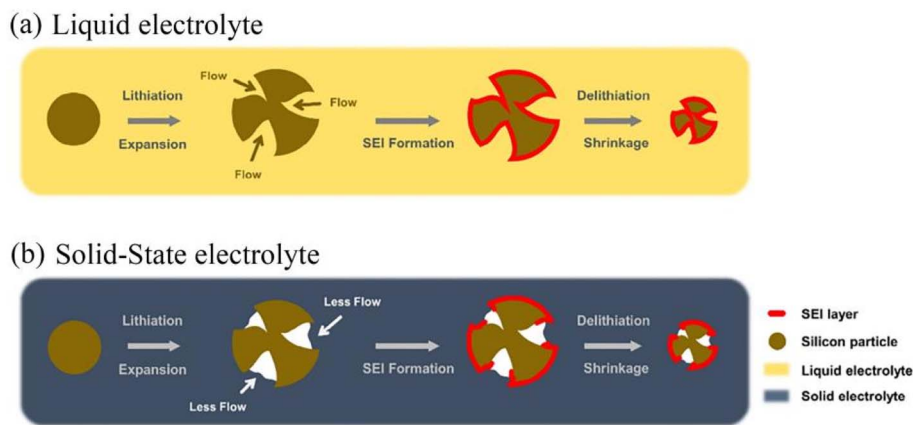 (a) Liquid electrolyte
Flow
Lithiation
Flow
Delithiation
Expansion
SEI Formation
Shrinkage
Flow
(b) Solid-State electrolyte
Less Flow
Lithiation
Delithiation
SEI layer
Silicon particle
Expansion
SEI Formation
Shrinkage
Liquid electrolyte
Less Flow
Solid electrolyte